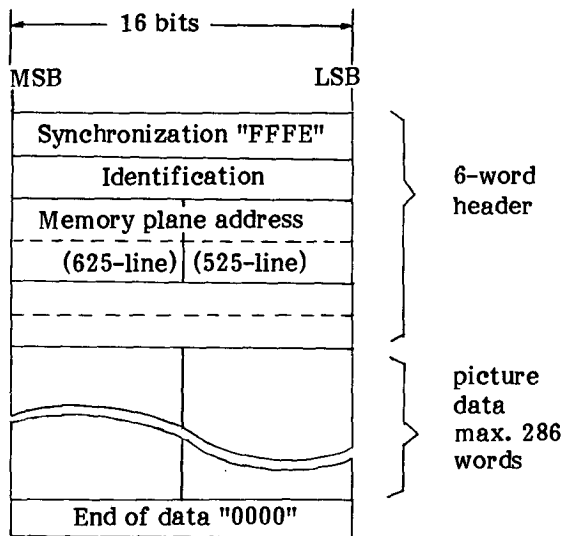 16 bits
MSB LSB
Synchronization "FFFE"
Identification
Memory plane address
(625-line) (525-line)
6-word
header
picture
data
max. 286
words
End of data "0000"